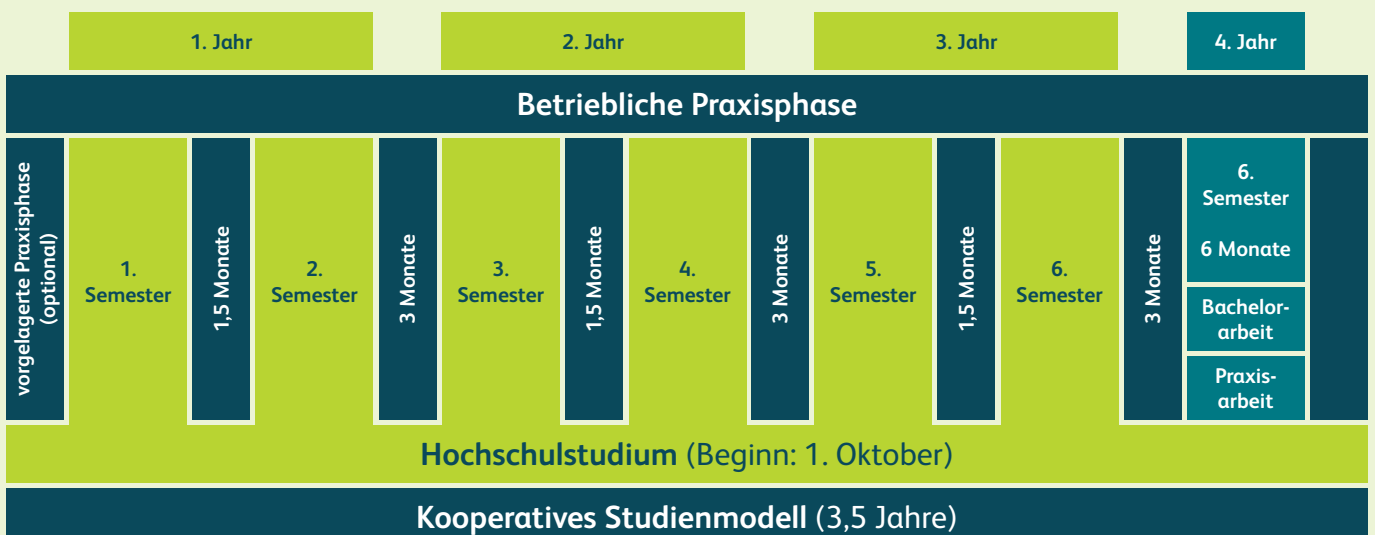 1. Jahr
2. Jahr
3. Jahr
4. Jahr
Betriebliche Praxisphase
vorgelagerte Praxisphase
(optional)
1.
Semester
1,5 Monate
2.
Semester
3 Monate
3.
Semester
1,5 Monate
4.
Semester
3 Monate
5.
Semester
1,5 Monate
6.
Semester
3 Monate
6.
Semester
6 Monate
Bachelor-
arbeit
Praxis-
arbeit
Hochschulstudium (Beginn: 1. Oktober)
Kooperatives Studienmodell (3,5 Jahre)